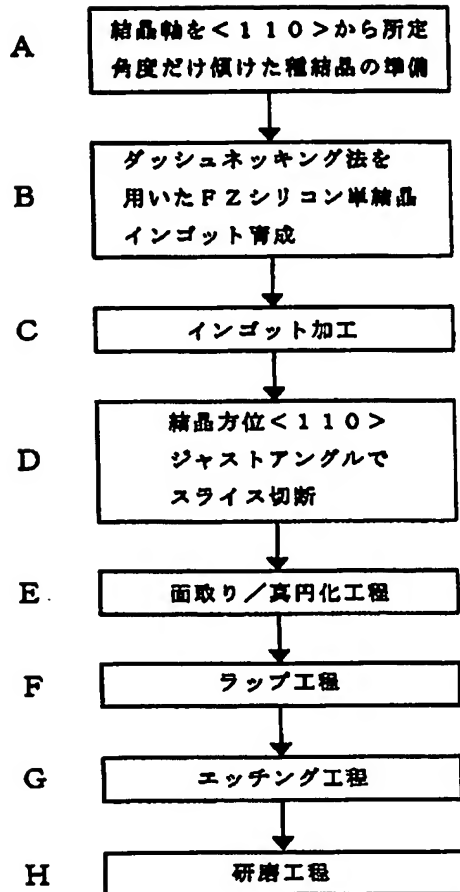 A
結晶軸を<110>から所定
角度だけ傾けた種結晶の準備
B
ダッシュネッキング法を
用いたFZシリコン単結晶
インゴット育成
C
インゴット加工
D
結晶方位<110>
ジャストアングルで
スライス切断
E
面取り/真円化工程
F
ラップ工程
G
エッチング工程
H
研磨工程